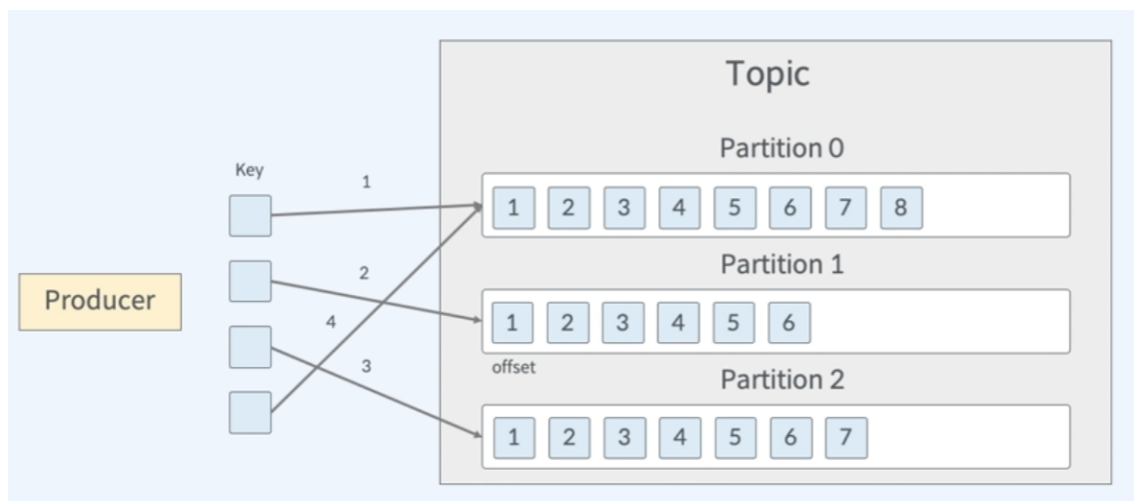 Topic
Partition 0
Key
1
1 2 3 4 5 6 7 8
Partition 1
2
Producer
1 2 3 4 5 6
4
3
offset
Partition 2
1 2 3 4 5 6 7